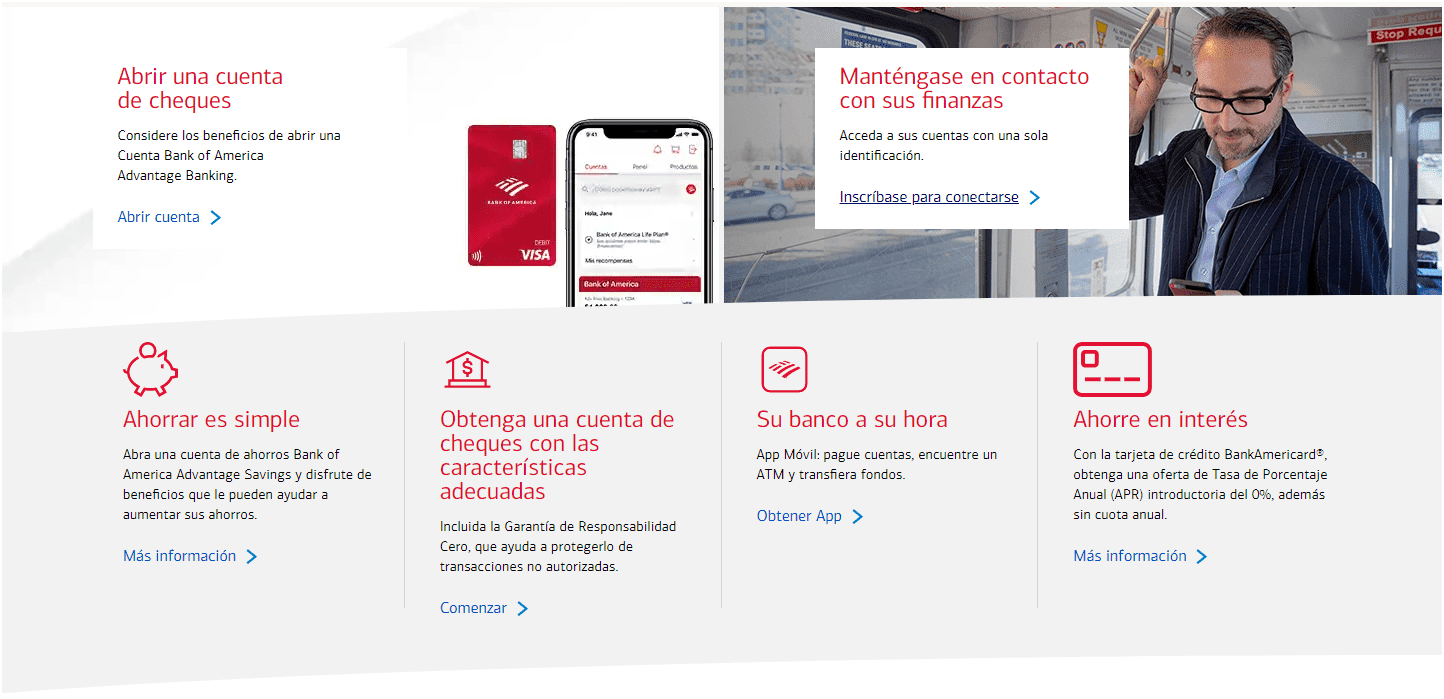 Abrir una cuenta
de cheques
Considere los beneficios de abrir una
Cuenta Bank of America
Advantage Banking.
Abrir cuenta
BANK OF AMERICA
DEBIT
VISA
9:41
Cuentas
Panel
Productos
Hola, Jane
Bank of America Life Plan®
Mis recompensas
Bank of America
THESE SEATS
Stop Requ
Manténgase en contacto
con sus finanzas
Acceda a sus cuentas con una sola
identificación.
Inscríbase para conectarse
Ahorrar es simple
Abra una cuenta de ahorros Bank of
America Advantage Savings y disfrute de
beneficios que le pueden ayudar a
aumentar sus ahorros.
Más información
Obtenga una cuenta de
cheques con las
características
adecuadas
Incluida la Garantía de Responsabilidad
Cero, que ayuda a protegerlo de
transacciones no autorizadas.
Comenzar
Su banco a su hora
App Móvil: pague cuentas, encuentre un
ATM y transfiera fondos.
Obtener App
Ahorre en interés
Con la tarjeta de crédito BankAmericard®,
obtenga una oferta de Tasa de Porcentaje
Anual (APR) introductoria del 0%, además
sin cuota anual.
Más información